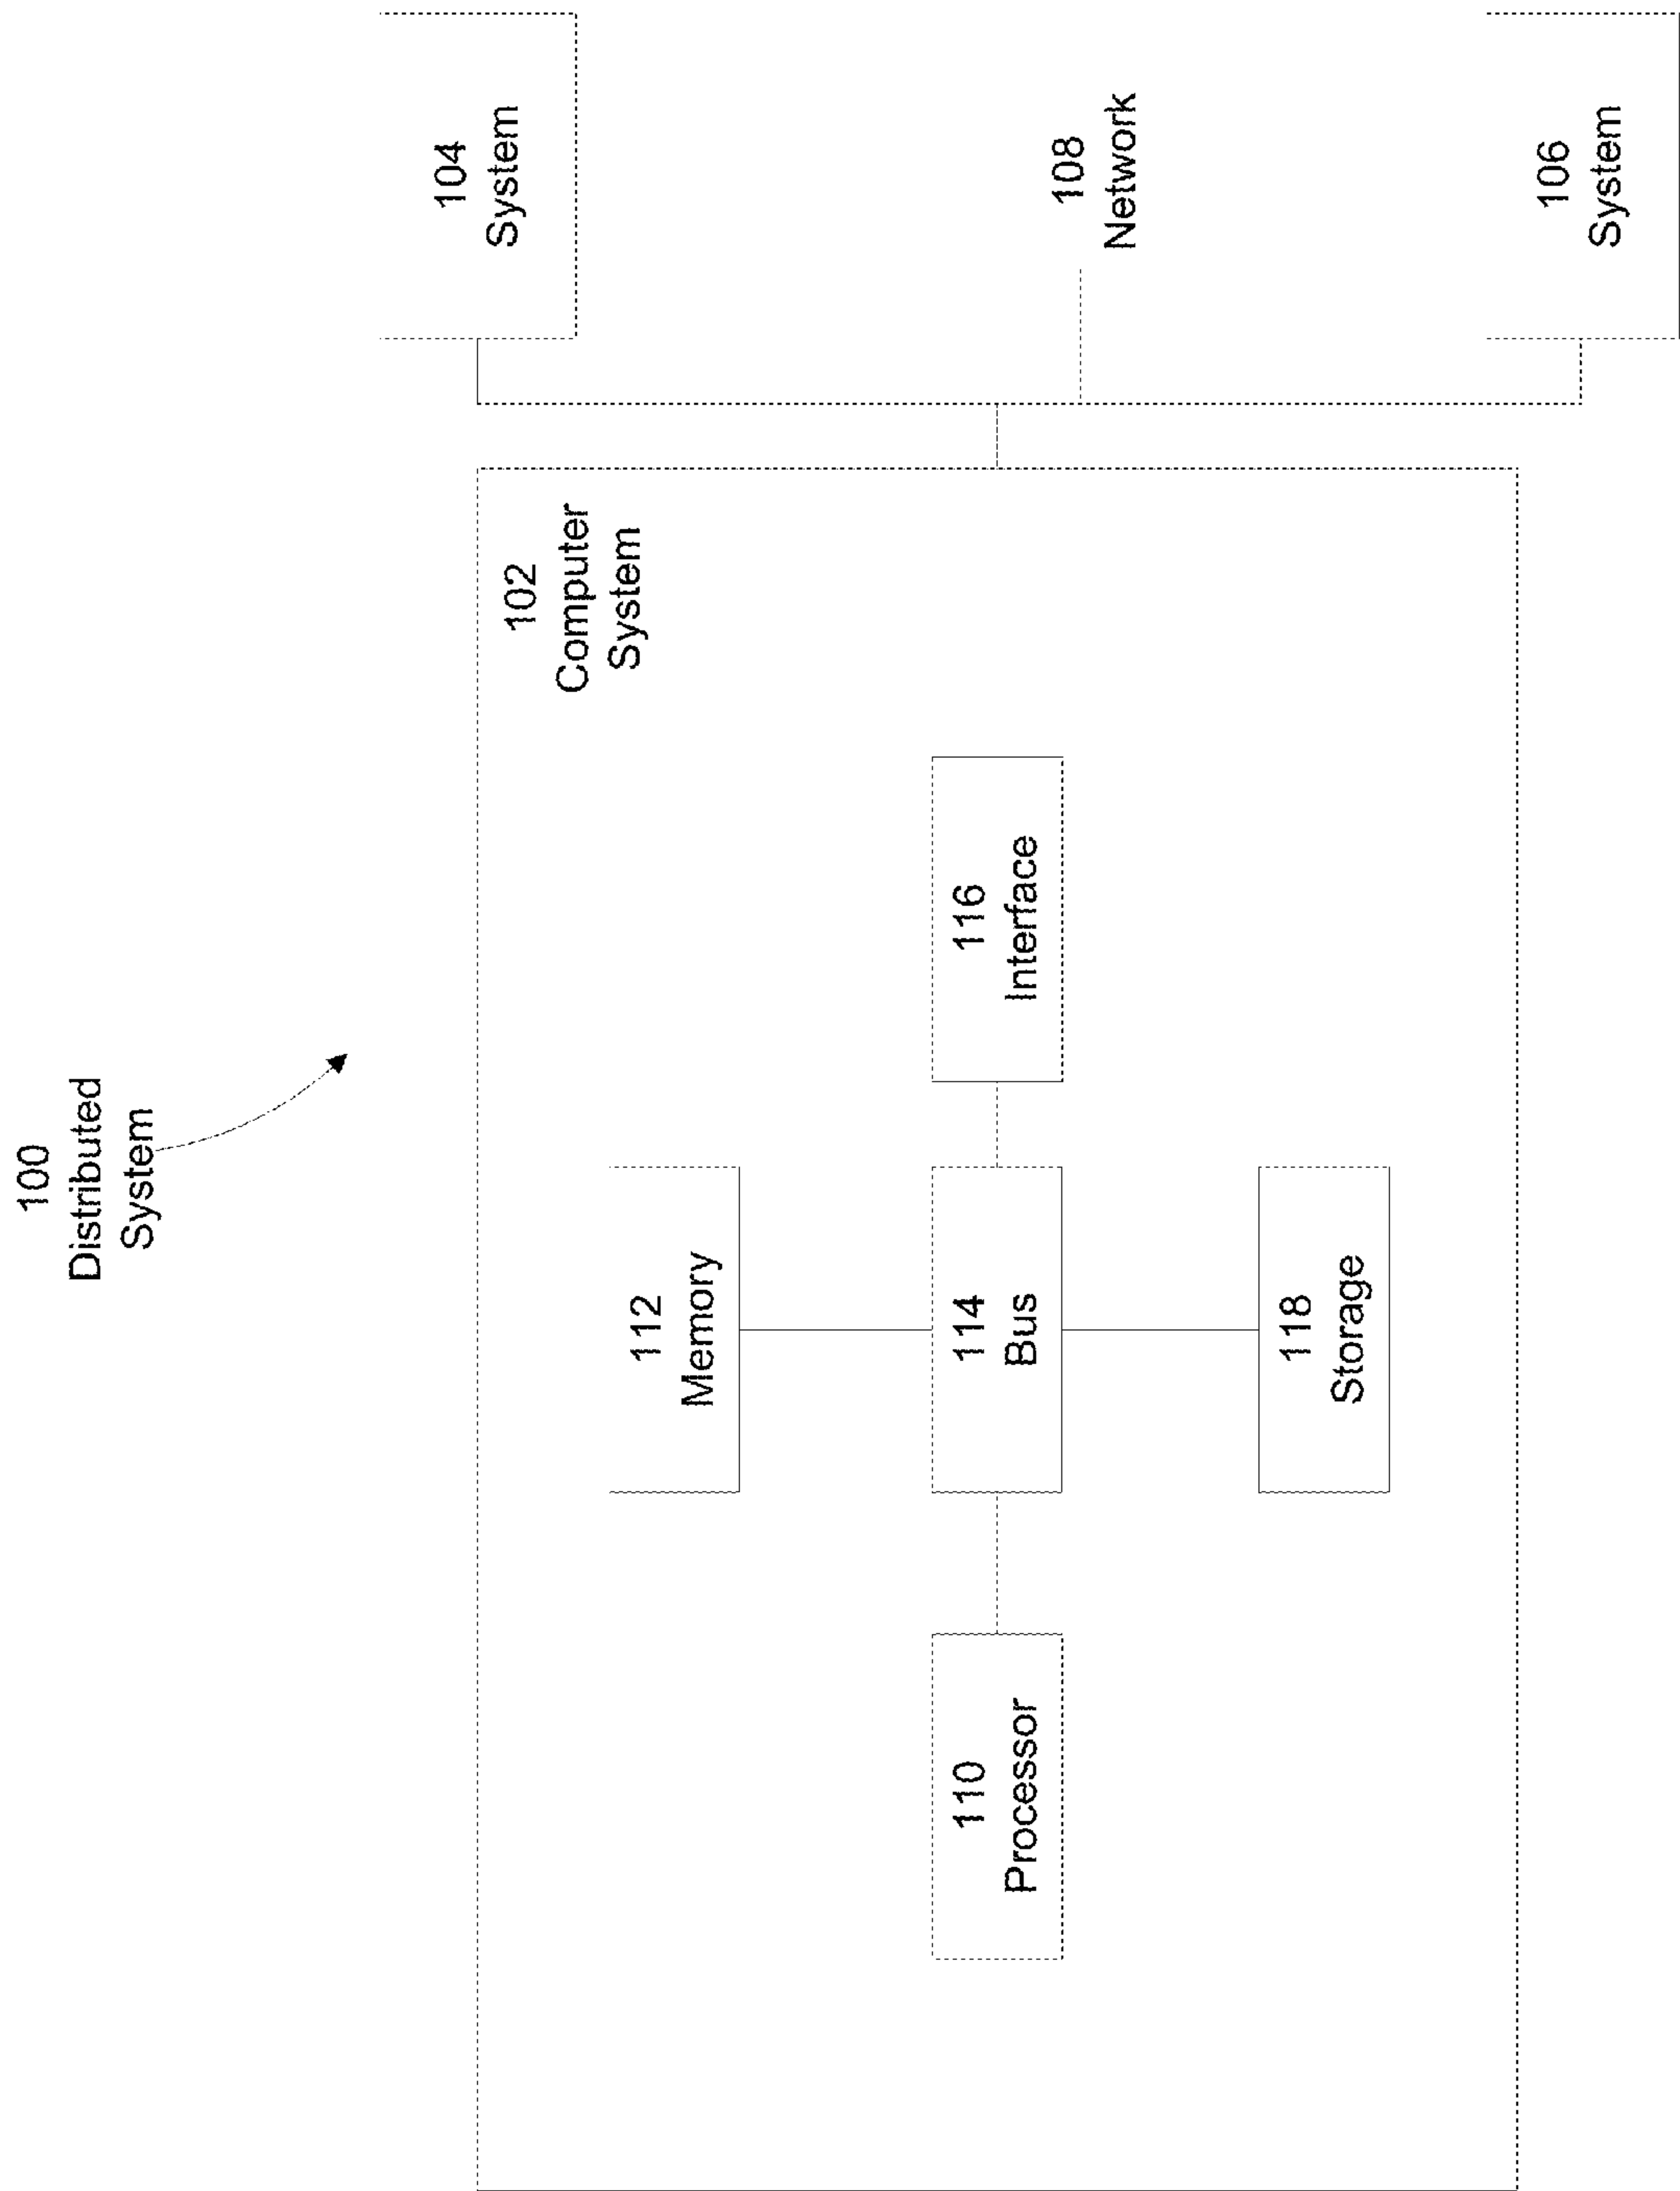 100
Distributed
System
104
System
102
Computer
System
108
Network
112
Memory
110
Processor
114
Bus
116
Interface
118
Storage
106
System